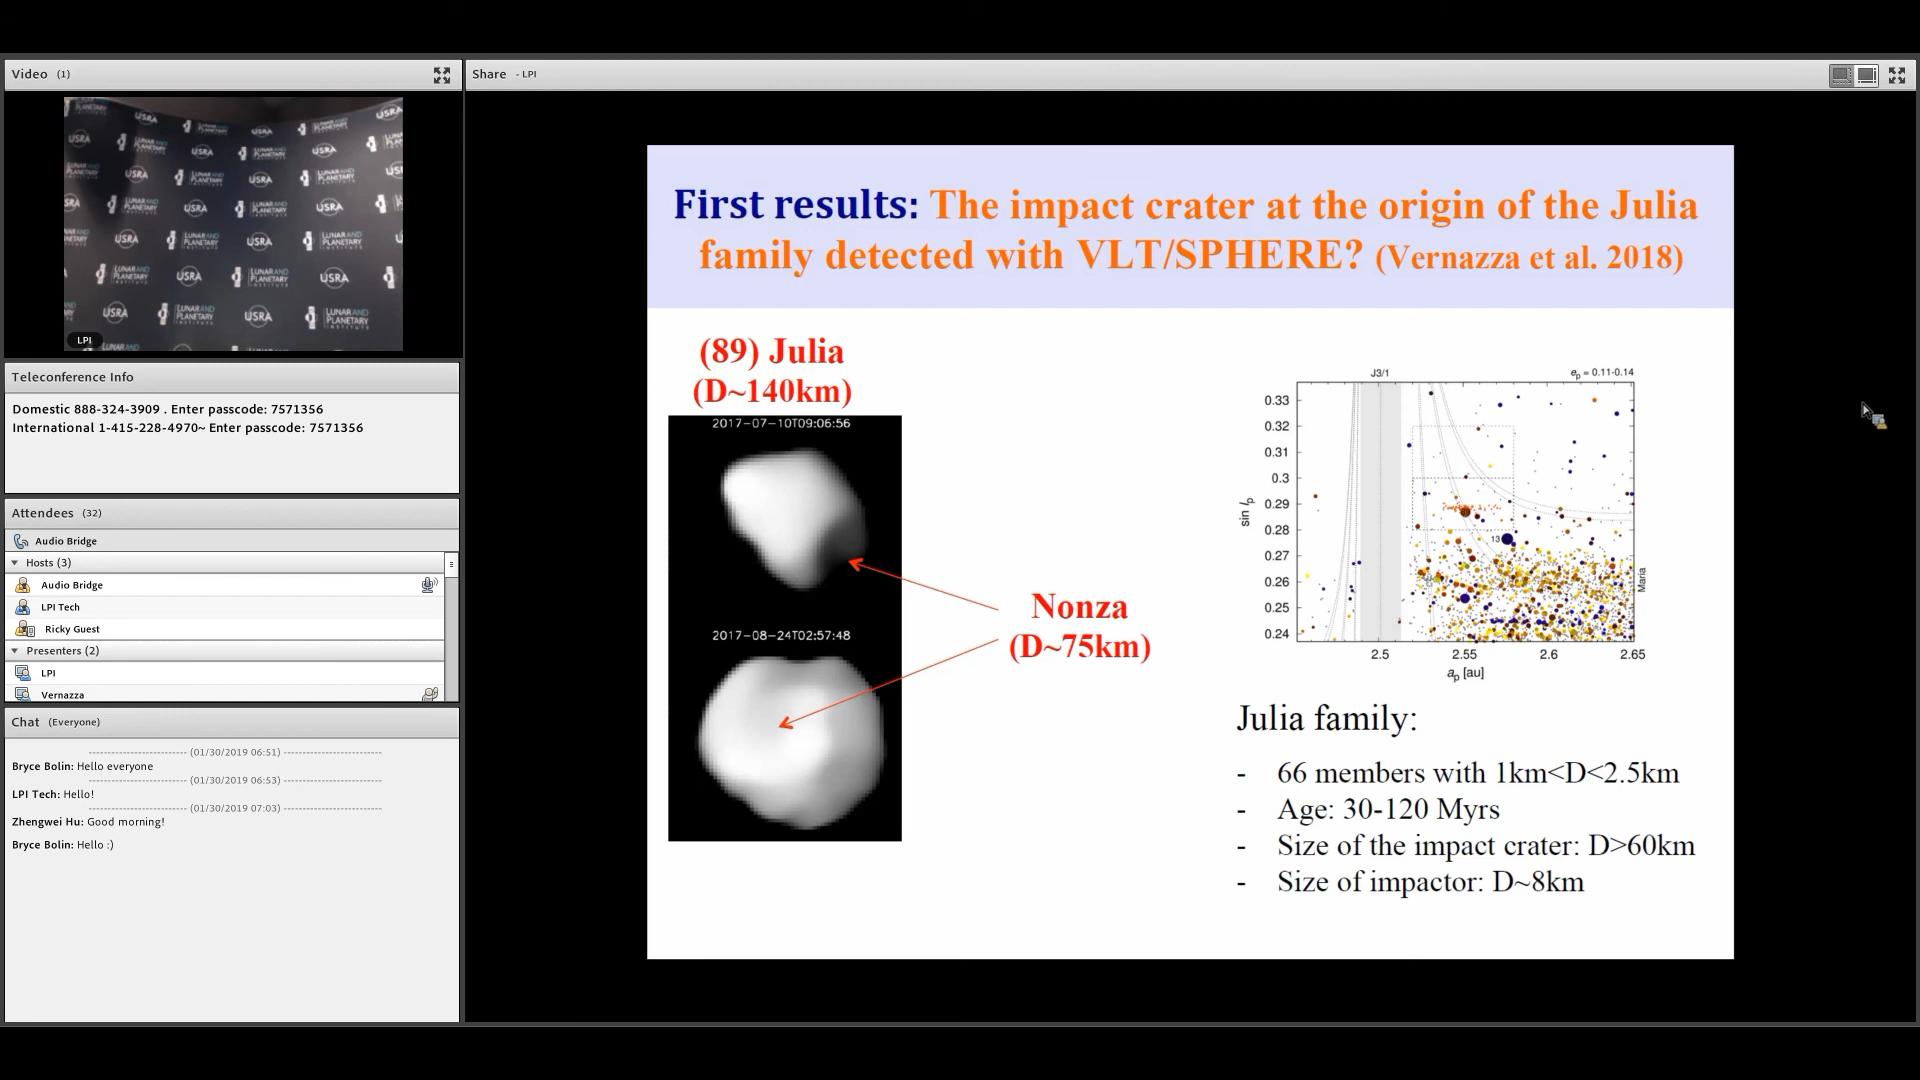 Video (1)
USRA
LUNAR AND PLANETARY INSTITUTE
LPI
Teleconference Info
Domestic 888-324-3909 . Enter passcode: 7571356
International 1-415-228-4970~ Enter passcode: 7571356
Attendees (32)
Audio Bridge
Hosts (3)
Audio Bridge
LPI Tech
Ricky Guest
Presenters (2)
LPI
Vernazza
Chat (Everyone)
------------------------ (01/30/2019 06:51) ------------------------
Bryce Bolin: Hello everyone
------------------------ (01/30/2019 06:53) ------------------------
LPI Tech: Hello!
------------------------ (01/30/2019 07:03) ------------------------
Zhengwei Hu: Good morning!
Bryce Bolin: Hello :)
Share - LPI
First results: The impact crater at the origin of the Julia
family detected with VLT/SPHERE? (Vernazza et al. 2018)
(89) Julia
(D~140km)
2017-07-10T09:06:56
2017-08-24T02:57:48
Nonza
(D~75km)
J3/1
e_p = 0.11-0.14
0.33
0.32
0.31
0.3
0.29
0.28
0.27
0.26
0.25
0.24
sin I_p
13
Maria
2.5 2.55 2.6 2.65
a_p [au]
Julia family:
- 66 members with 1km<D<2.5km
- Age: 30-120 Myrs
- Size of the impact crater: D>60km
- Size of impactor: D~8km